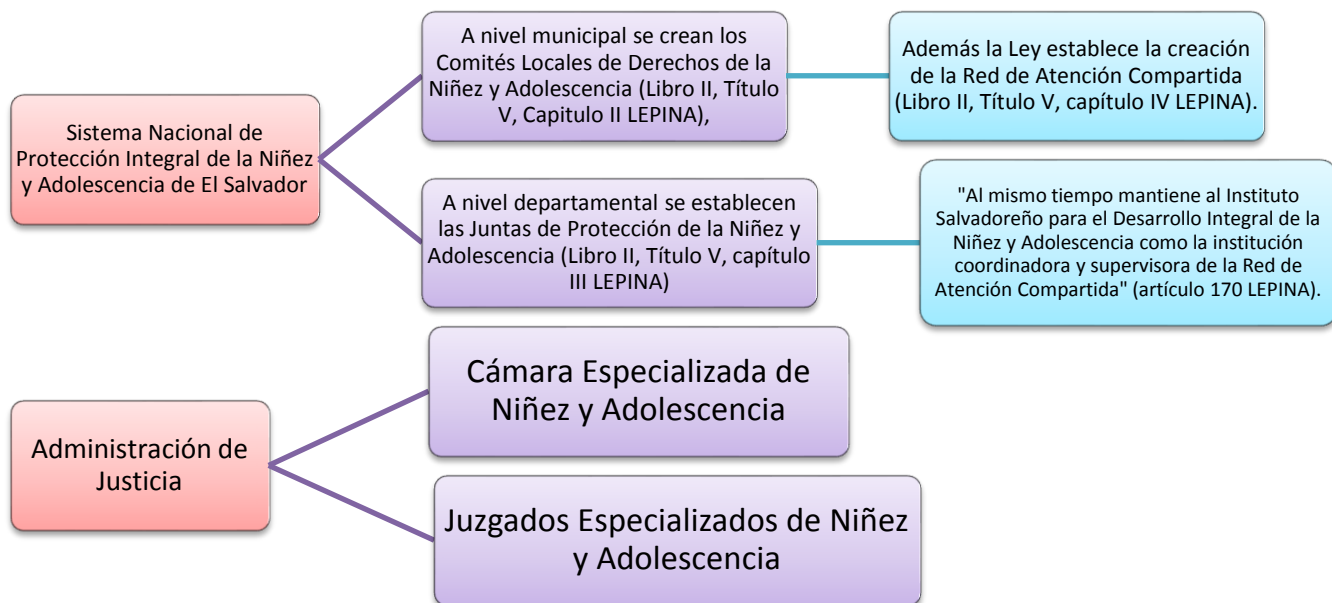 Sistema Nacional de
Protección Integral de la Niñez
y Adolescencia de El Salvador
A nivel municipal se crean los
Comités Locales de Derechos de la
Niñez y Adolescencia (Libro II, Título
V, Capitulo II LEPINA),
Además la Ley establece la creación
de la Red de Atención Compartida
(Libro II, Título V, capítulo IV LEPINA).
A nivel departamental se establecen
las Juntas de Protección de la Niñez y
Adolescencia (Libro II, Título V, capítulo
III LEPINA)
"Al mismo tiempo mantiene al Instituto
Salvadoreño para el Desarrollo Integral de la
Niñez y Adolescencia como la institución
coordinadora y supervisora de la Red de
Atención Compartida" (artículo 170 LEPINA).
Administración de
Justicia
Cámara Especializada de
Niñez y Adolescencia
Juzgados Especializados de Niñez
y Adolescencia